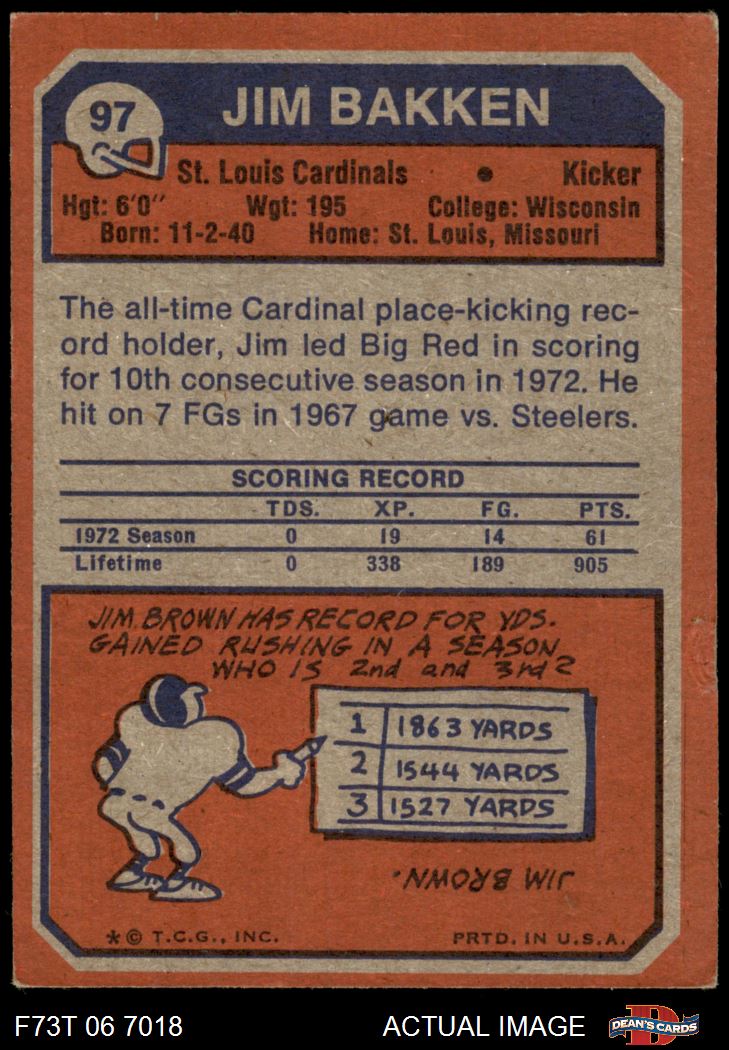 97
JIM BAKKEN
St. Louis Cardinals • Kicker
Hgt: 6'0" Wgt: 195 College: Wisconsin
Born: 11-2-40 Home: St. Louis, Missouri
The all-time Cardinal place-kicking rec-
ord holder, Jim led Big Red in scoring
for 10th consecutive season in 1972. He
hit on 7 FGs in 1967 game vs. Steelers.
SCORING RECORD
TDS. XP. FG. PTS.
1972 Season 0 19 14 61
Lifetime 0 338 189 905
JIM BROWN HAS RECORD FOR YDS.
GAINED RUSHING IN A SEASON.
WHO IS 2nd and 3rd?
1 1863 YARDS
2 1544 YARDS
3 1527 YARDS
JIM BROWN.
* © T.C.G., INC. PRTD. IN U.S.A.
F73T 06 7018 ACTUAL IMAGE DEAN'S CARDS